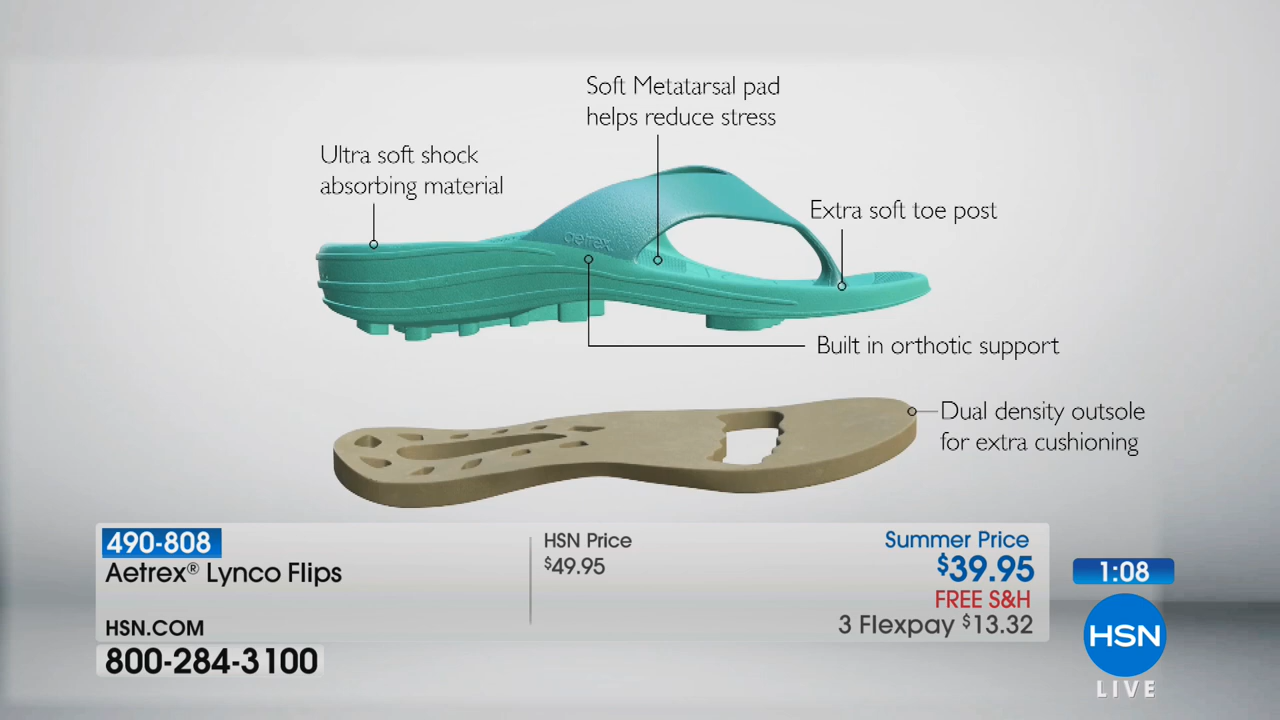 Soft Metatarsal pad
helps reduce stress
Ultra soft shock
absorbing material
Extra soft toe post
aetrex
Built in orthotic support
Dual density outsole
for extra cushioning
490-808
Aetrex® Lynco Flips
HSN.COM
800-284-3100
HSN Price
$49.95
Summer Price
$39.95
FREE S&H
3 Flexpay $13.32
1:08
HSN
LIVE